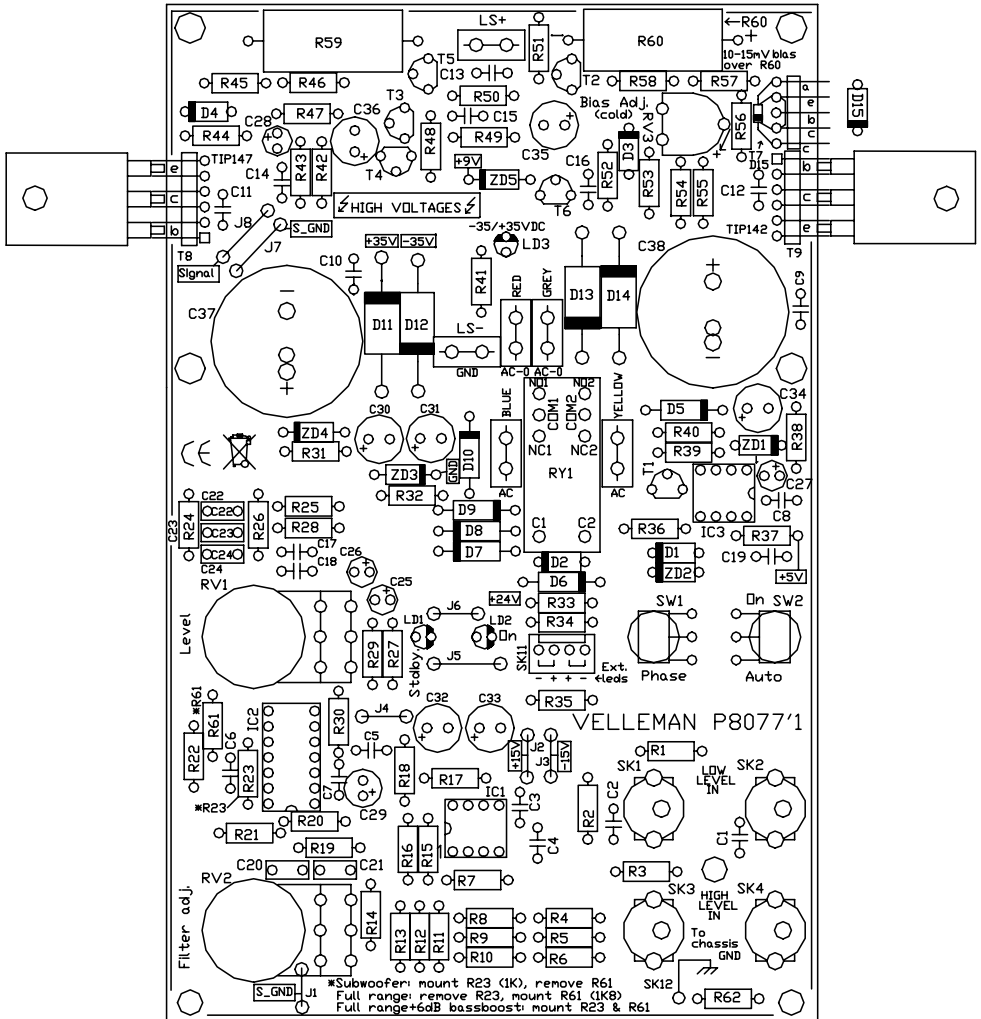 R59
LS+
R51
R60
←R60
+
10-15mV bias
over R60
T5
C13
T2
R45
R46
R58
R57
R50
a
D15
D4
R47
T3
C36
C15
Bias Adj.
(cold)
RV3
R56
e
b
c
c
R44
C28
R48
R49
C35
D3
T7
D15
TIP147
R43
R42
T4
+9V
ZD5
C16
R52
R53
R54
R55
C12
e
c
b
C11
C14
T6
b
c
e
HIGH VOLTAGES
J8
S_GND
J7
-35/+35VDC
LD3
TIP142
T8
T9
Signal
C10
+35V
-35V
R41
RED
GREY
C38
C9
C37
D11
D12
D13
D14
LS-
GND
AC-0
AC-0
NO1
NO2
COM1
COM2
BLUE
YELLOW
C34
C30
C31
D5
ZD4
R31
D10
NC1
NC2
R40
R39
ZD1
R38
ZD3
GND
RY1
T1
R32
AC
AC
C27
C22
C22
C23
R24
C23
R26
R25
R28
D9
D8
D7
C1
C2
R36
IC3
C8
R37
C24
C24
C17
C18
C26
D2
D1
ZD2
C19
+5V
RV1
C25
D6
+24V
R33
R34
SW1
On
SW2
Level
J6
LD1
LD2
On
R29
R27
Stdby.
J5
SK11
- + + -
Ext.
←leds
Phase
Auto
R35
*R61
R61
IC2
R30
J4
C32
C33
VELLEMAN P8077'1
R22
C6
R23
C5
R18
+15V
J2
J3
-15V
R1
*R23
C7
R17
SK1
LOW
LEVEL
IN
SK2
C29
IC1
C3
R2
C2
R20
R21
C4
C1
R19
R16
R15
C20
C21
RV2
R7
R3
SK3
HIGH
LEVEL
IN
SK4
Filter adj.
R14
R13
R12
R11
R8
R9
R10
R4
R5
R6
To
chassis
GND
S_GND
J1
SK12
R62
*Subwoofer: mount R23 (1K), remove R61
Full range: remove R23, mount R61 (1K8)
Full range+6dB bassboost: mount R23 & R61